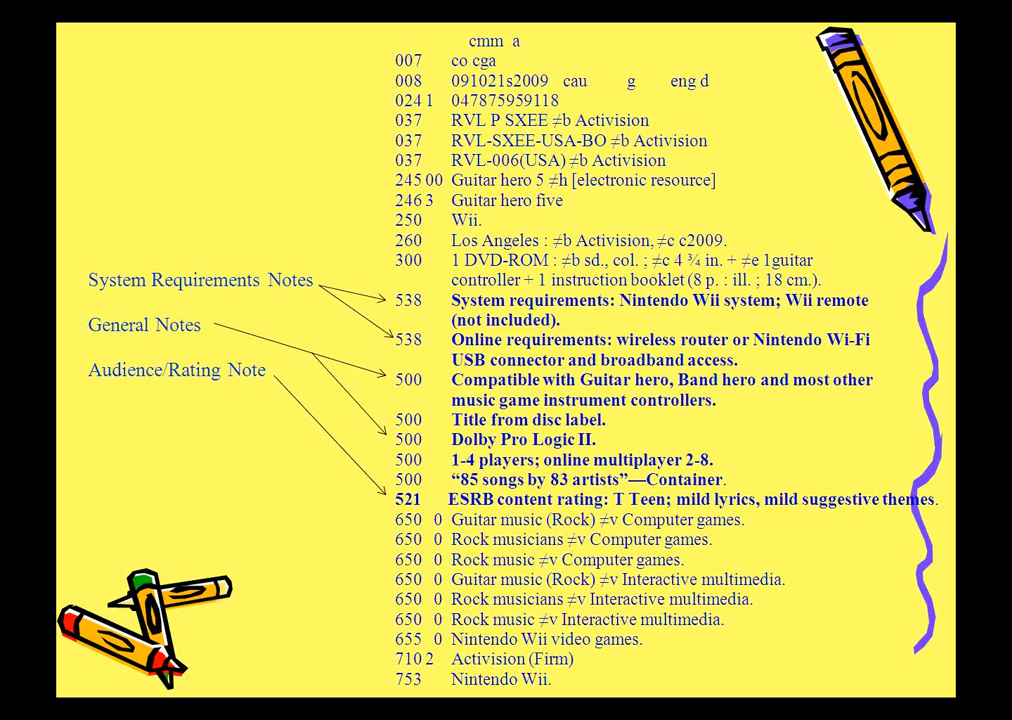 cmm a
007 co cga
008 091021s2009 cau g eng d
024 1 047875959118
037 RVL P SXEE ≠b Activision
037 RVL-SXEE-USA-BO ≠b Activision
037 RVL-006(USA) ≠b Activision
245 00 Guitar hero 5 ≠h [electronic resource]
246 3 Guitar hero five
250 Wii.
260 Los Angeles : ≠b Activision, ≠c c2009.
300 1 DVD-ROM : ≠b sd., col. ; ≠c 4 ¾ in. + ≠e 1guitar
controller + 1 instruction booklet (8 p. : ill. ; 18 cm.).
System Requirements Notes
538 System requirements: Nintendo Wii system; Wii remote
(not included).
General Notes
538 Online requirements: wireless router or Nintendo Wi-Fi
USB connector and broadband access.
Audience/Rating Note
500 Compatible with Guitar hero, Band hero and most other
music game instrument controllers.
500 Title from disc label.
500 Dolby Pro Logic II.
500 1-4 players; online multiplayer 2-8.
500 “85 songs by 83 artists”—Container.
521 ESRB content rating: T Teen; mild lyrics, mild suggestive themes.
650 0 Guitar music (Rock) ≠v Computer games.
650 0 Rock musicians ≠v Computer games.
650 0 Rock music ≠v Computer games.
650 0 Guitar music (Rock) ≠v Interactive multimedia.
650 0 Rock musicians ≠v Interactive multimedia.
650 0 Rock music ≠v Interactive multimedia.
655 0 Nintendo Wii video games.
710 2 Activision (Firm)
753 Nintendo Wii.